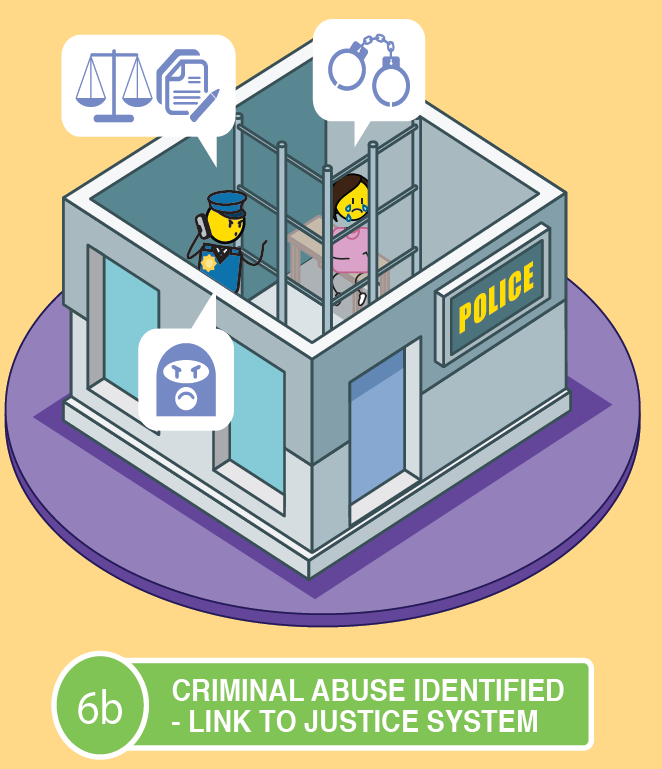 POLICE
6b
CRIMINAL ABUSE IDENTIFIED
- LINK TO JUSTICE SYSTEM